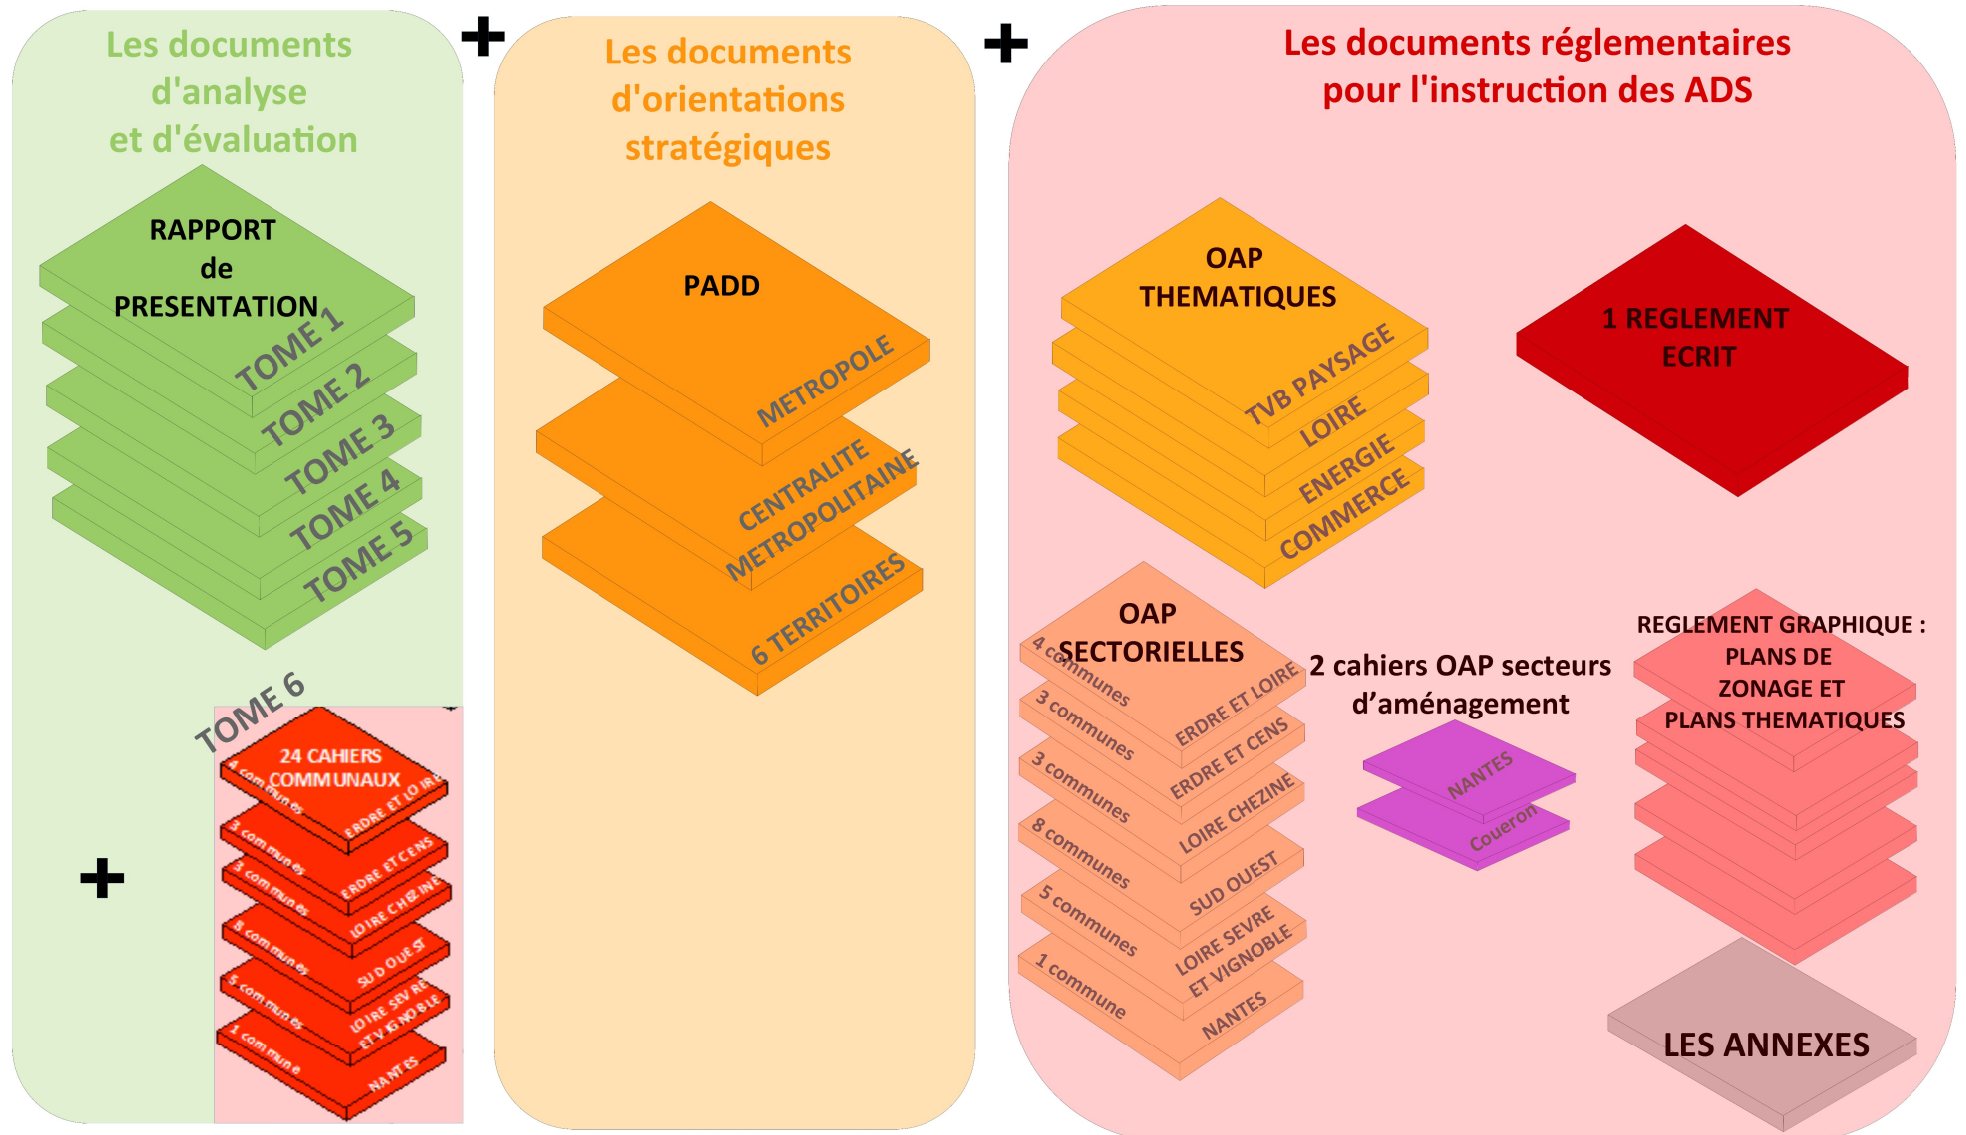 Les documents
d'analyse
et d'évaluation
RAPPORT
de
PRESENTATION
TOME 1
TOME 2
TOME 3
TOME 4
TOME 5
TOME 6
24 CAHIERS
COMMUNAUX
4 communes
ERDRE ET LOIRE
3 communes
ERDRE ET CENS
3 communes
LOIRE CHEZINE
8 communes
SUD OUEST
5 communes
LOIRE SEVRE
ET VIGNOBLE
1 commune
NANTES
+
+
Les documents
d'orientations
stratégiques
PADD
METROPOLE
CENTRALITE
METROPOLITAINE
6 TERRITOIRES
+
Les documents réglementaires
pour l'instruction des ADS
OAP
THEMATIQUES
TVB PAYSAGE
LOIRE
ENERGIE
COMMERCE
1 REGLEMENT
ECRIT
OAP
SECTORIELLES
4 communes
ERDRE ET LOIRE
3 communes
ERDRE ET CENS
3 communes
LOIRE CHEZINE
8 communes
SUD OUEST
5 communes
LOIRE SEVRE
ET VIGNOBLE
1 commune
NANTES
2 cahiers OAP secteurs
d’aménagement
NANTES
Coueron
REGLEMENT GRAPHIQUE :
PLANS DE
ZONAGE ET
PLANS THEMATIQUES
LES ANNEXES